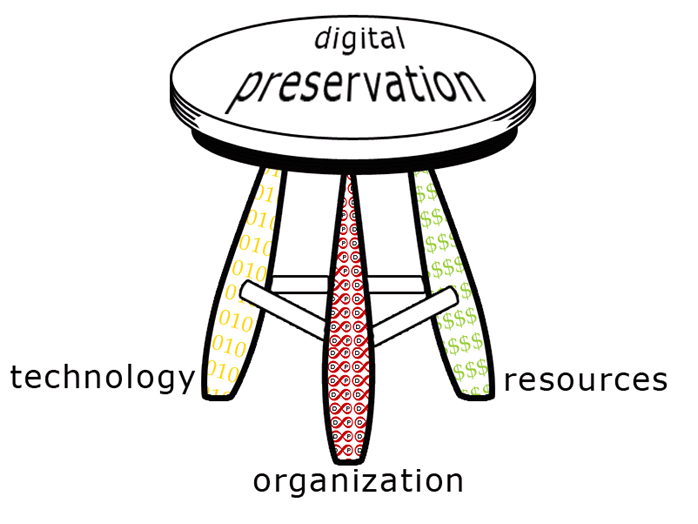 digital
preservation
technology
resources
organization